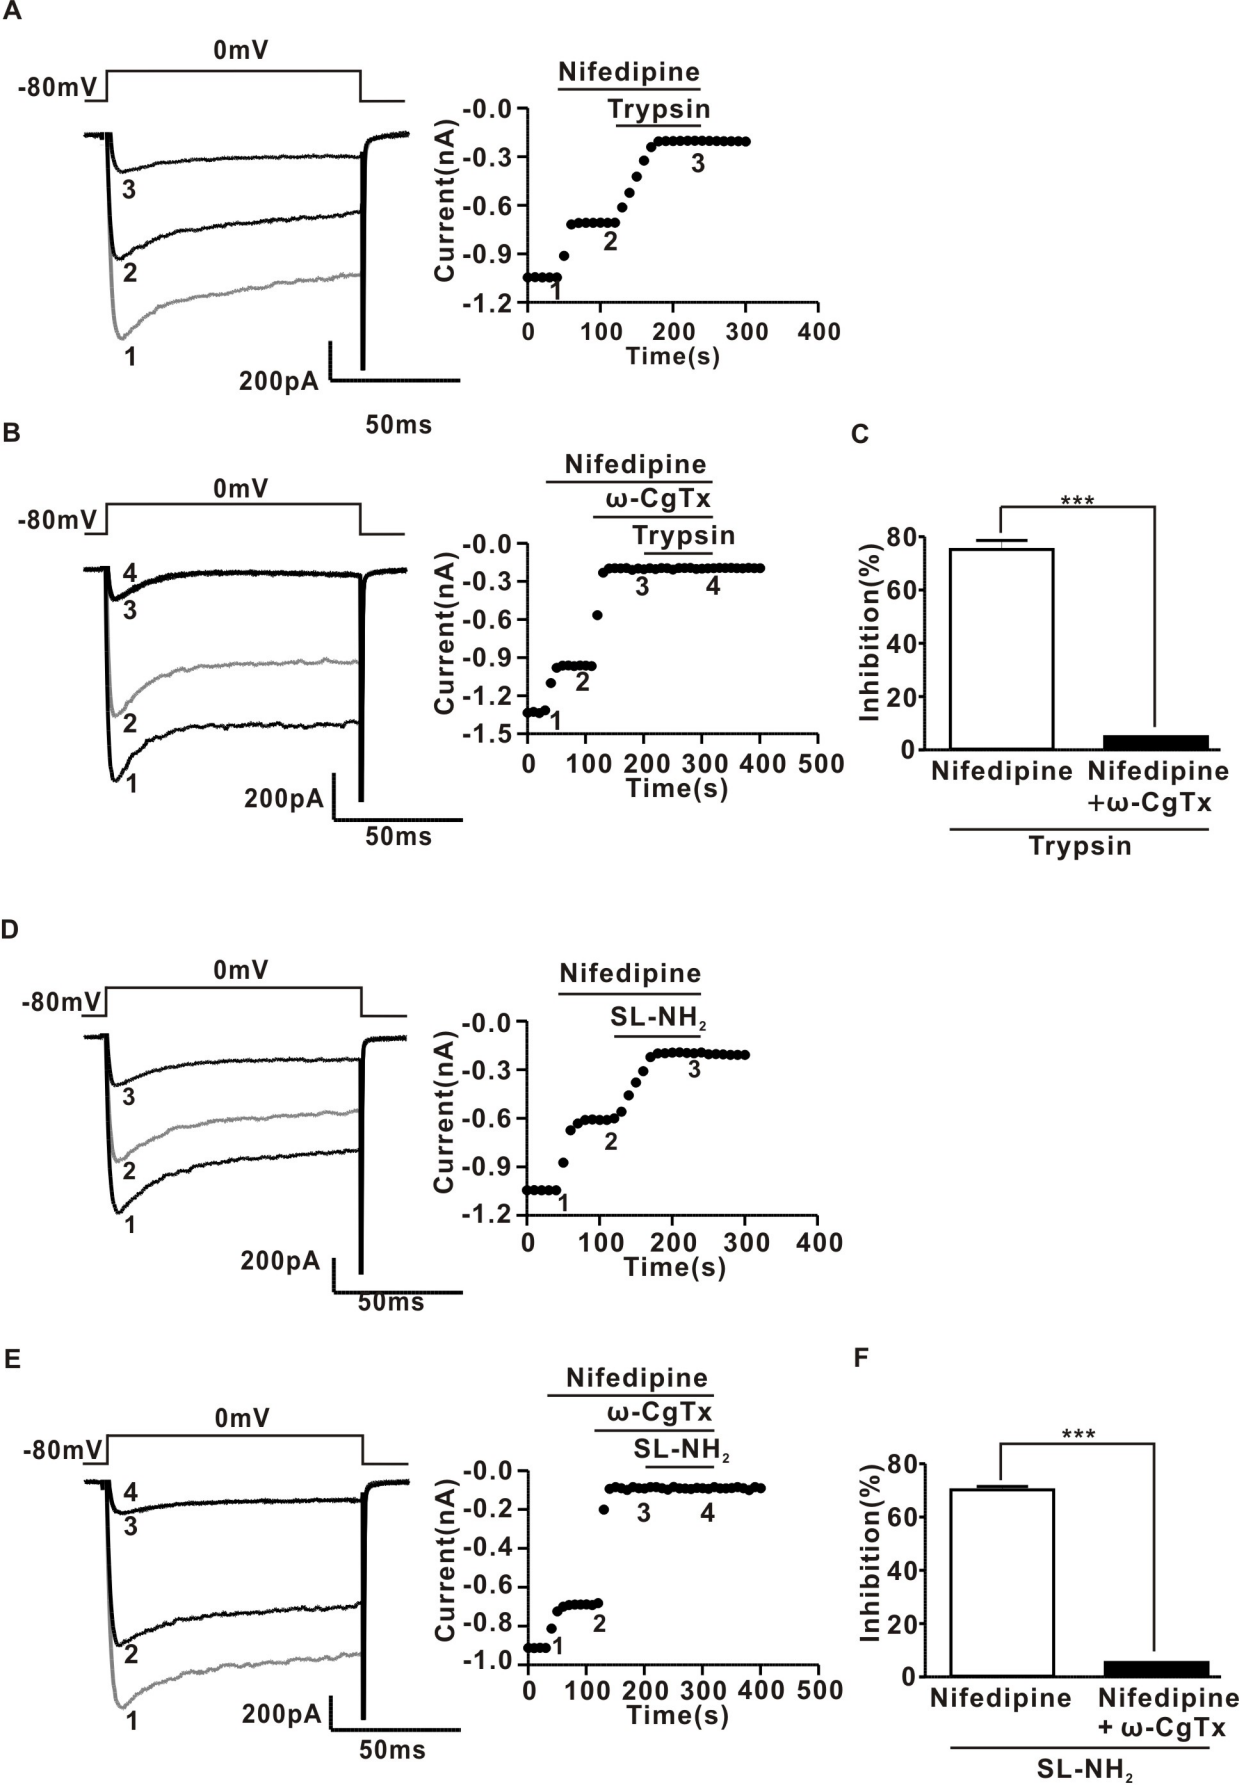 A
0mV
-80mV
3
2
1
200pA
50ms
Nifedipine
Trypsin
Current(nA)
-0.0
-0.3
-0.6
-0.9
-1.2
3
2
1
0 100 200 300 400
Time(s)
B
0mV
-80mV
4
3
2
1
200pA
50ms
Nifedipine
ω-CgTx
Trypsin
Current(nA)
-0.0
-0.3
-0.6
-0.9
-1.2
-1.5
3 4
2
1
0 100 200 300 400 500
Time(s)
C
***
Inhibition(%)
80
60
40
20
0
Nifedipine Nifedipine
+ω-CgTx
Trypsin
D
0mV
-80mV
3
2
1
200pA
50ms
Nifedipine
SL-NH₂
Current(nA)
-0.0
-0.3
-0.6
-0.9
-1.2
3
2
1
0 100 200 300 400
Time(s)
E
0mV
-80mV
4
3
2
1
200pA
50ms
Nifedipine
ω-CgTx
SL-NH₂
Current(nA)
-0.0
-0.2
-0.4
-0.6
-0.8
-1.0
3 4
2
1
0 100 200 300 400 500
Time(s)
F
***
Inhibition(%)
80
60
40
20
0
Nifedipine Nifedipine
+ ω-CgTx
SL-NH₂